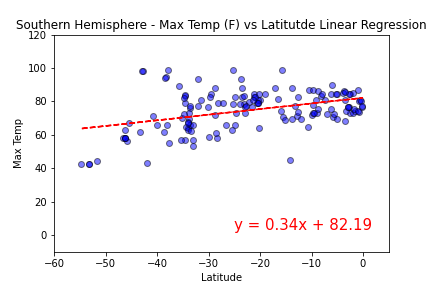 Southern Hemisphere - Max Temp (F) vs Latitutde Linear Regression
120
100
80
60
40
20
0
Max Temp
y = 0.34x + 82.19
−60 −50 −40 −30 −20 −10 0
Latitude